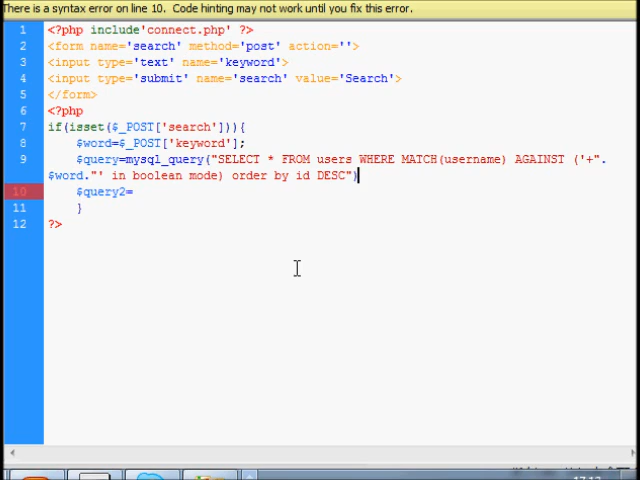 There is a syntax error on line 10.  Code hinting may not work until you fix this error.
1 <?php include'connect.php' ?>
2 <form name='search' method='post' action=''>
3 <input type='text' name='keyword'>
4 <input type='submit' name='search' value='Search'>
5 </form>
6 <?php
7 if(isset($_POST['search'])){
8 $word=$_POST['keyword'];
9 $query=mysql_query("SELECT * FROM users WHERE MATCH(username) AGAINST ('+".
$word."' in boolean mode) order by id DESC")
10 $query2=
11 }
12 ?>